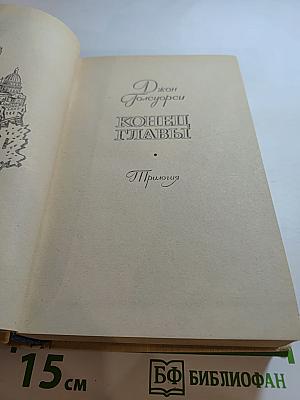 Джон
Голсуорси
КОНЕЦ
ГЛАВЫ
Трилогия
15 см
БФ БИБЛИОФАН